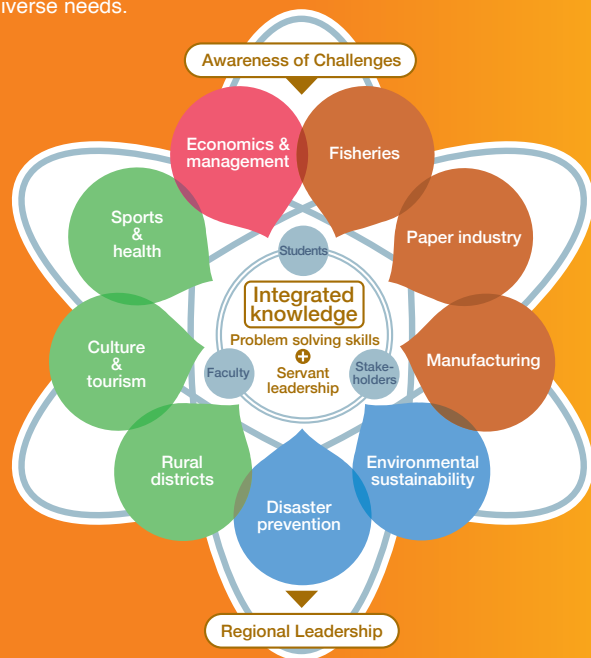 iverse needs.
Awareness of Challenges
Economics &
management
Fisheries
Sports
&
health
Paper industry
Students
Integrated
knowledge
Problem solving skills
+
Servant
leadership
Faculty
Stake-
holders
Culture
&
tourism
Manufacturing
Rural
districts
Environmental
sustainability
Disaster
prevention
Regional Leadership